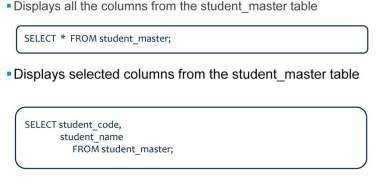 ▪ Displays all the columns from the student_master table
SELECT * FROM student_master;
▪ Displays selected columns from the student_master table
SELECT student_code,
student_name
FROM student_master;